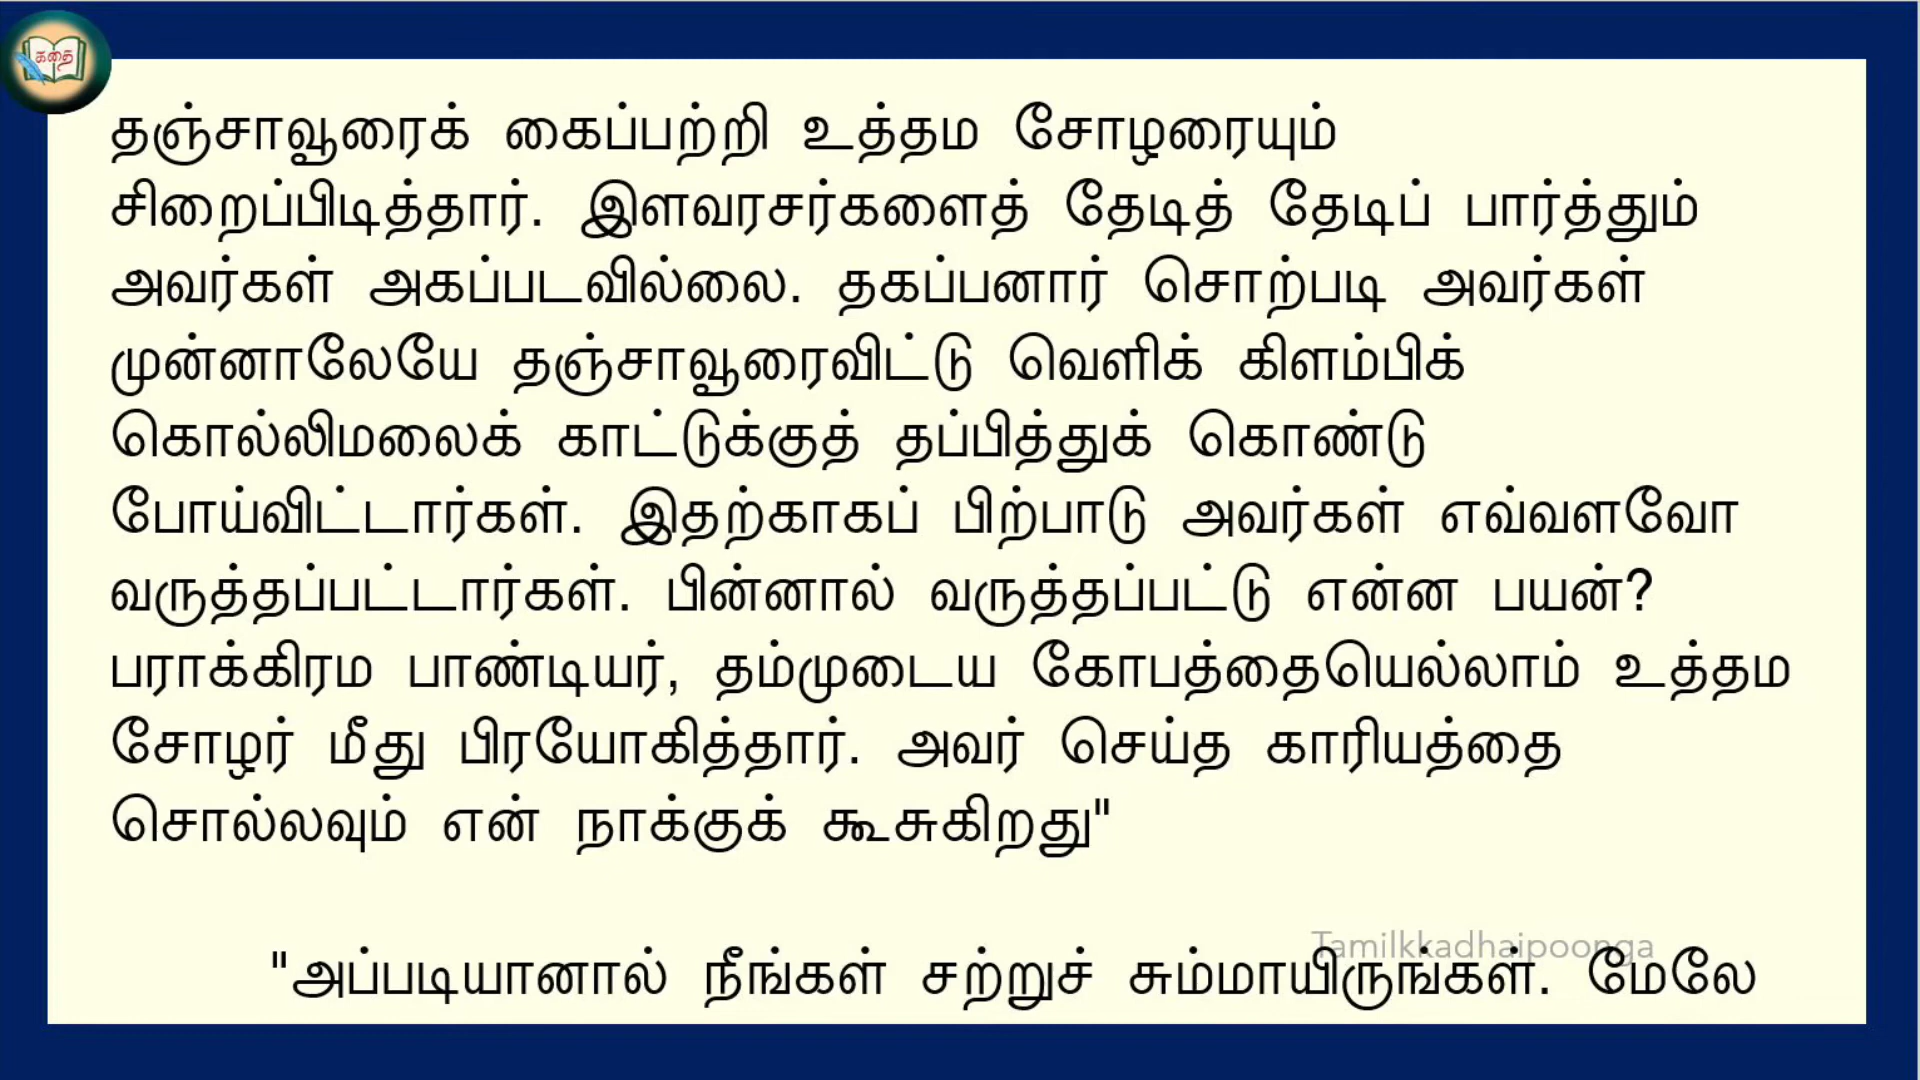 கதை
தஞ்சாவூரைக் கைப்பற்றி உத்தம சோழரையும்
சிறைப்பிடித்தார். இளவரசர்களைத் தேடித் தேடிப் பார்த்தும்
அவர்கள் அகப்படவில்லை. தகப்பனார் சொற்படி அவர்கள்
முன்னாலேயே தஞ்சாவூரைவிட்டு வெளிக் கிளம்பிக்
கொல்லிமலைக் காட்டுக்குத் தப்பித்துக் கொண்டு
போய்விட்டார்கள். இதற்காகப் பிற்பாடு அவர்கள் எவ்வளவோ
வருத்தப்பட்டார்கள். பின்னால் வருத்தப்பட்டு என்ன பயன்?
பராக்கிரம பாண்டியர், தம்முடைய கோபத்தையெல்லாம் உத்தம
சோழர் மீது பிரயோகித்தார். அவர் செய்த காரியத்தை
சொல்லவும் என் நாக்குக் கூசுகிறது"
Tamilkkadhaipoonga
"அப்படியானால் நீங்கள் சற்றுச் சும்மாயிருங்கள். மேலே